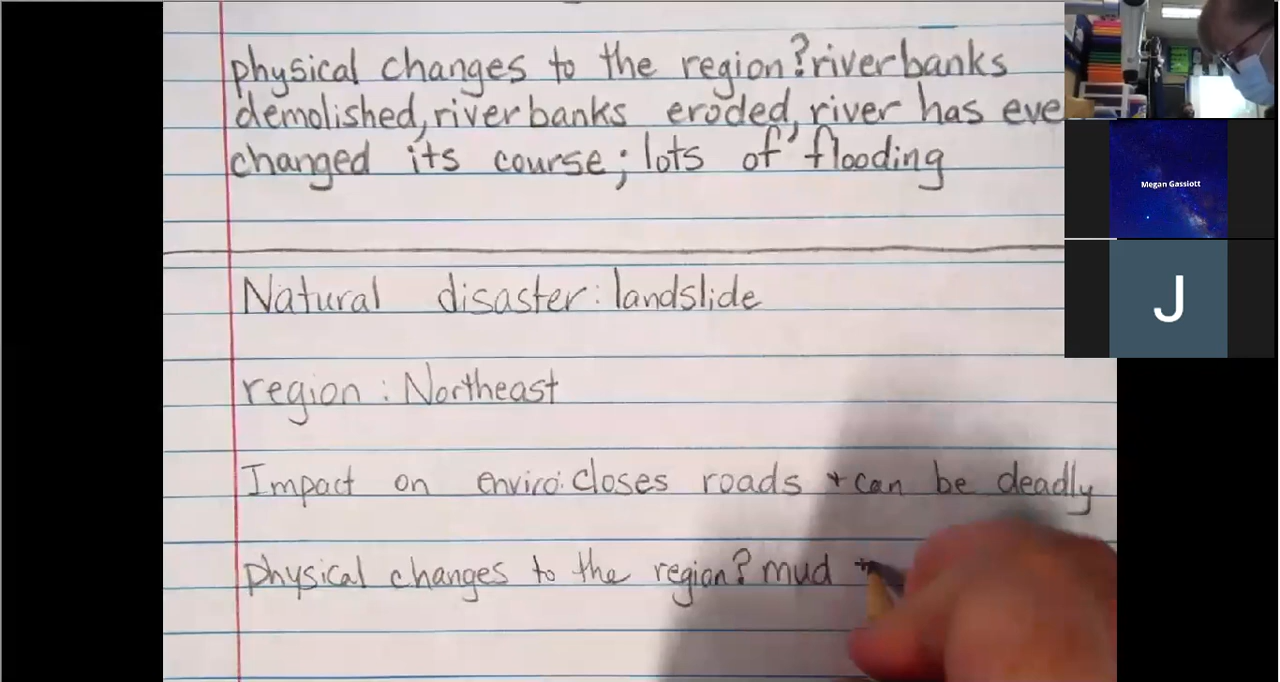 physical changes to the region? riverbanks
demolished, riverbanks eroded, river has eve
changed its course; lots of flooding
Natural disaster: landslide
region: Northeast
Impact on enviro: closes roads + can be deadly
physical changes to the region? mud +
Megan Gassiott
J